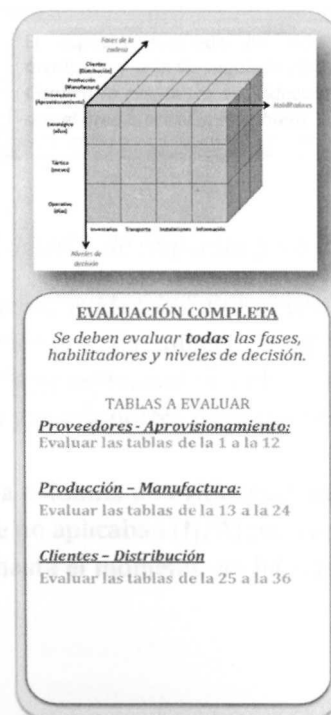 Fases de la
cadena
Clientes
(Distribución)
Producción
(Manufactura)
Proveedores
(Aprovisionamiento)
Habilitadores
Estratégico
(años)
Táctico
(meses)
Operativo
(días)
Inventarios Transporte Instalaciones Información
Niveles de
decisión
EVALUACIÓN COMPLETA
Se deben evaluar todas las fases,
habilitadores y niveles de decisión.
TABLAS A EVALUAR
Proveedores - Aprovisionamiento:
Evaluar las tablas de la 1 a la 12
Producción – Manufactura:
Evaluar las tablas de la 13 a la 24
Clientes – Distribución
Evaluar las tablas de la 25 a la 36